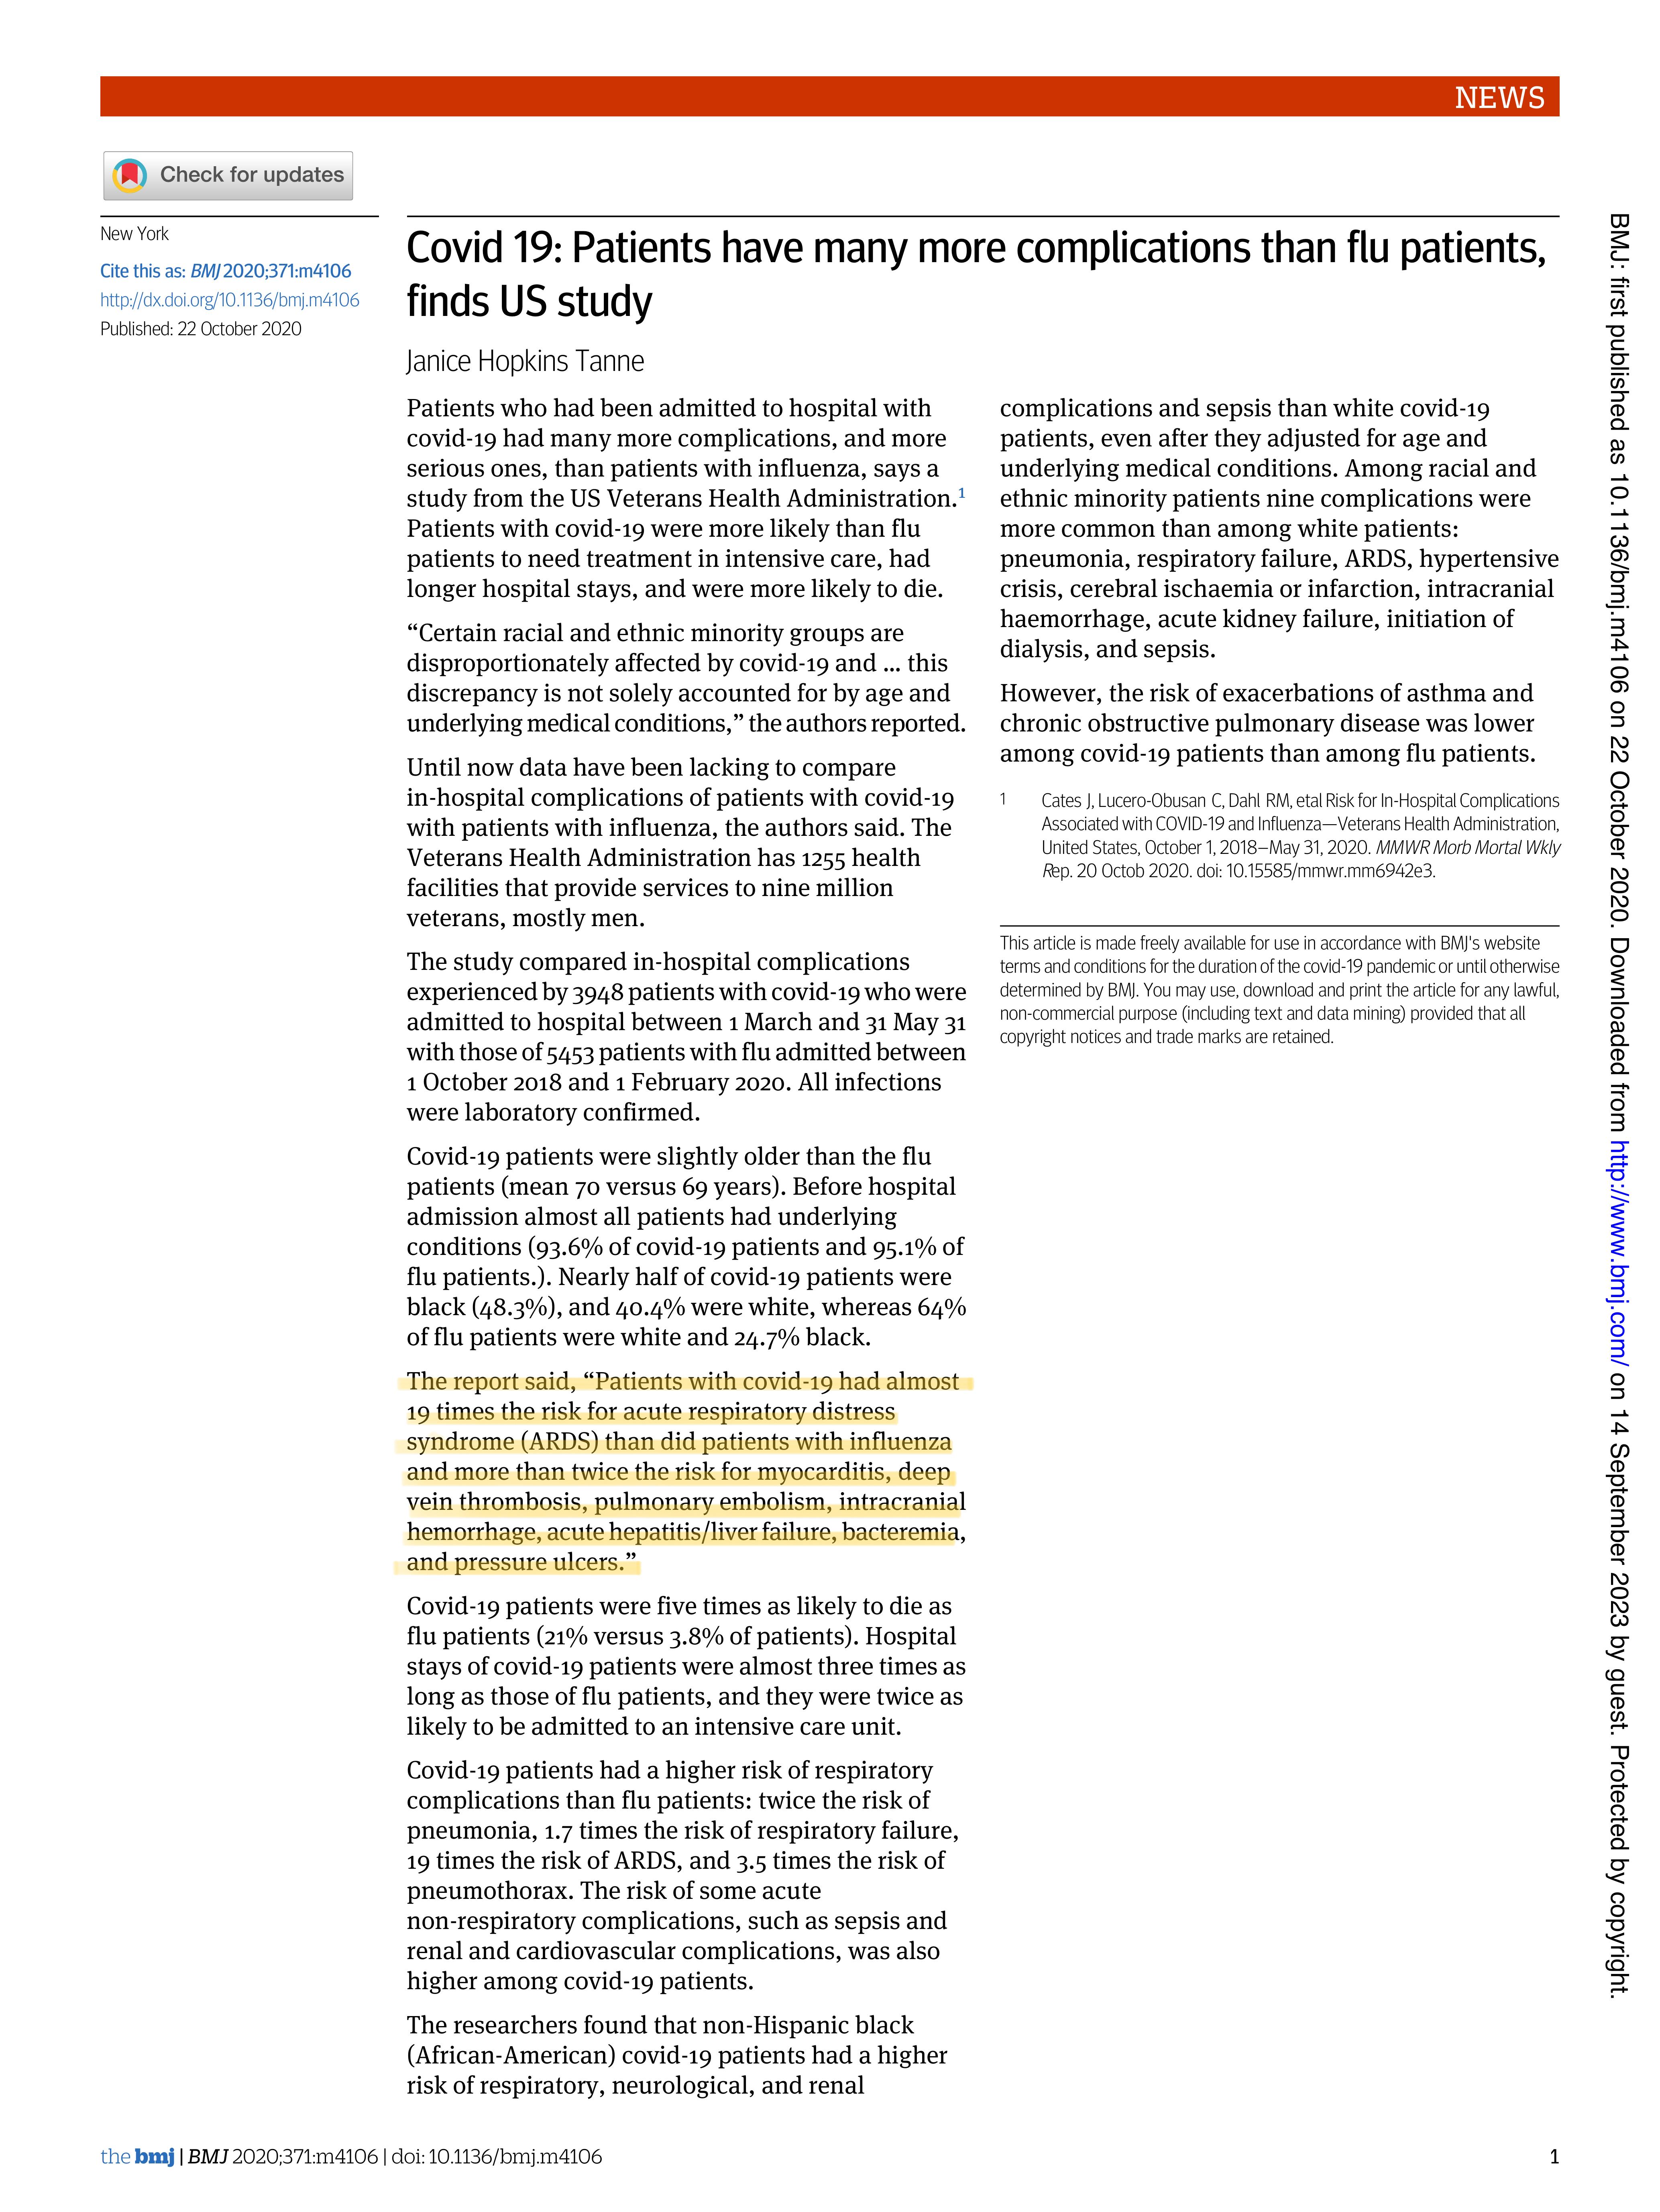 NEWS
Check for updates
New York
Cite this as: BMJ 2020;371:m4106
http://dx.doi.org/10.1136/bmj.m4106
Published: 22 October 2020
Covid 19: Patients have many more complications than flu patients,
finds US study
Janice Hopkins Tanne
Patients who had been admitted to hospital with
covid-19 had many more complications, and more
serious ones, than patients with influenza, says a
study from the US Veterans Health Administration.1
Patients with covid-19 were more likely than flu
patients to need treatment in intensive care, had
longer hospital stays, and were more likely to die.
“Certain racial and ethnic minority groups are
disproportionately affected by covid-19 and ... this
discrepancy is not solely accounted for by age and
underlying medical conditions,” the authors reported.
Until now data have been lacking to compare
in-hospital complications of patients with covid-19
with patients with influenza, the authors said. The
Veterans Health Administration has 1255 health
facilities that provide services to nine million
veterans, mostly men.
The study compared in-hospital complications
experienced by 3948 patients with covid-19 who were
admitted to hospital between 1 March and 31 May 31
with those of 5453 patients with flu admitted between
1 October 2018 and 1 February 2020. All infections
were laboratory confirmed.
Covid-19 patients were slightly older than the flu
patients (mean 70 versus 69 years). Before hospital
admission almost all patients had underlying
conditions (93.6% of covid-19 patients and 95.1% of
flu patients.). Nearly half of covid-19 patients were
black (48.3%), and 40.4% were white, whereas 64%
of flu patients were white and 24.7% black.
The report said, “Patients with covid-19 had almost
19 times the risk for acute respiratory distress
syndrome (ARDS) than did patients with influenza
and more than twice the risk for myocarditis, deep
vein thrombosis, pulmonary embolism, intracranial
hemorrhage, acute hepatitis/liver failure, bacteremia,
and pressure ulcers.”
Covid-19 patients were five times as likely to die as
flu patients (21% versus 3.8% of patients). Hospital
stays of covid-19 patients were almost three times as
long as those of flu patients, and they were twice as
likely to be admitted to an intensive care unit.
Covid-19 patients had a higher risk of respiratory
complications than flu patients: twice the risk of
pneumonia, 1.7 times the risk of respiratory failure,
19 times the risk of ARDS, and 3.5 times the risk of
pneumothorax. The risk of some acute
non-respiratory complications, such as sepsis and
renal and cardiovascular complications, was also
higher among covid-19 patients.
The researchers found that non-Hispanic black
(African-American) covid-19 patients had a higher
risk of respiratory, neurological, and renal
complications and sepsis than white covid-19
patients, even after they adjusted for age and
underlying medical conditions. Among racial and
ethnic minority patients nine complications were
more common than among white patients:
pneumonia, respiratory failure, ARDS, hypertensive
crisis, cerebral ischaemia or infarction, intracranial
haemorrhage, acute kidney failure, initiation of
dialysis, and sepsis.
However, the risk of exacerbations of asthma and
chronic obstructive pulmonary disease was lower
among covid-19 patients than among flu patients.
1 Cates J, Lucero-Obusan C, Dahl RM, etal Risk for In-Hospital Complications
Associated with COVID-19 and Influenza—Veterans Health Administration,
United States, October 1, 2018–May 31, 2020. MMWR Morb Mortal Wkly
Rep. 20 Octob 2020. doi: 10.15585/mmwr.mm6942e3.
This article is made freely available for use in accordance with BMJ's website
terms and conditions for the duration of the covid-19 pandemic or until otherwise
determined by BMJ. You may use, download and print the article for any lawful,
non-commercial purpose (including text and data mining) provided that all
copyright notices and trade marks are retained.
BMJ: first published as 10.1136/bmj.m4106 on 22 October 2020. Downloaded from http://www.bmj.com/ on 14 September 2023 by guest. Protected by copyright.
the bmj | BMJ 2020;371:m4106 | doi: 10.1136/bmj.m4106
1